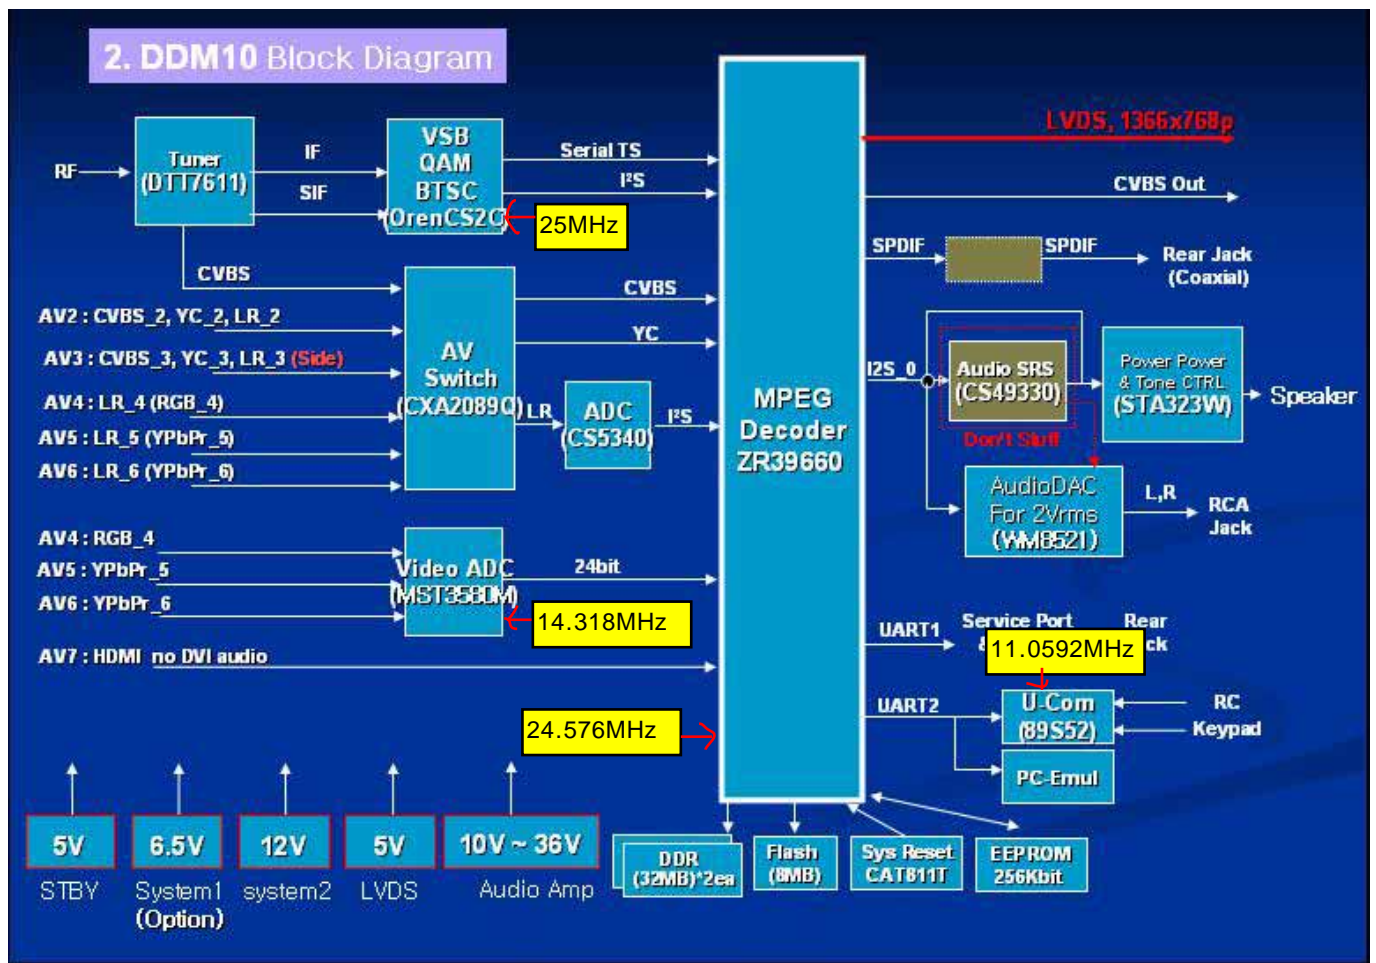 2. DDM10 Block Diagram
LVDS, 1366x768p
RF
Tuner
(DTT7611)
IF
SIF
VSB
QAM
BTSC
(OrenCS2C)
Serial TS
I²S
25MHz
CVBS Out
SPDIF
SPDIF
Rear Jack
(Coaxial)
CVBS
AV2 : CVBS_2, YC_2, LR_2
AV3 : CVBS_3, YC_3, LR_3 (Side)
AV4 : LR_4 (RGB_4)
AV5 : LR_5 (YPbPr_5)
AV6 : LR_6 (YPbPr_6)
AV
Switch
(CXA2089Q)
CVBS
YC
LR
ADC
(CS5340)
I²S
MPEG
Decoder
ZR39660
I2S_0
Audio SRS
(CS49330)
Don't Stuff
Power Power
& Tone CTRL
(STA323W)
Speaker
AudioDAC
For 2Vrms
(WM8521)
L,R
RCA
Jack
AV4 : RGB_4
AV5 : YPbPr_5
AV6 : YPbPr_6
Video ADC
(MST3580M)
24bit
14.318MHz
AV7 : HDMI no DVI audio
24.576MHz
UART1
Service Port
Rear
ck
11.0592MHz
UART2
U-Com
(89S52)
RC
Keypad
PC-Emul
5V
STBY
6.5V
System1
(Option)
12V
system2
5V
LVDS
10V ~ 36V
Audio Amp
DDR
(32MB)*2ea
Flash
(8MB)
Sys Reset
CAT811T
EEPROM
256Kbit